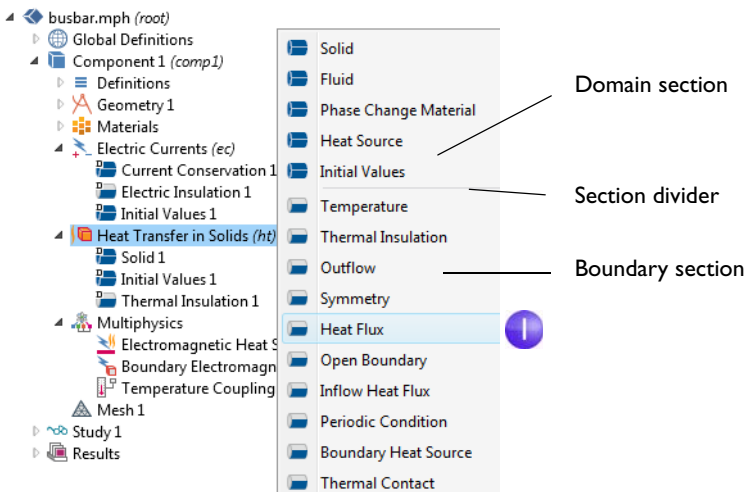 busbar.mph (root)
Global Definitions
Component 1 (comp1)
Definitions
Geometry 1
Materials
Electric Currents (ec)
Current Conservation 1
Electric Insulation 1
Initial Values 1
Heat Transfer in Solids (ht)
Solid 1
Initial Values 1
Thermal Insulation 1
Multiphysics
Electromagnetic Heat S
Boundary Electromagn
Temperature Coupling
Mesh 1
Study 1
Results
Solid
Fluid
Phase Change Material
Heat Source
Initial Values
Temperature
Thermal Insulation
Outflow
Symmetry
Heat Flux
Open Boundary
Inflow Heat Flux
Periodic Condition
Boundary Heat Source
Thermal Contact
Domain section
Section divider
Boundary section
1